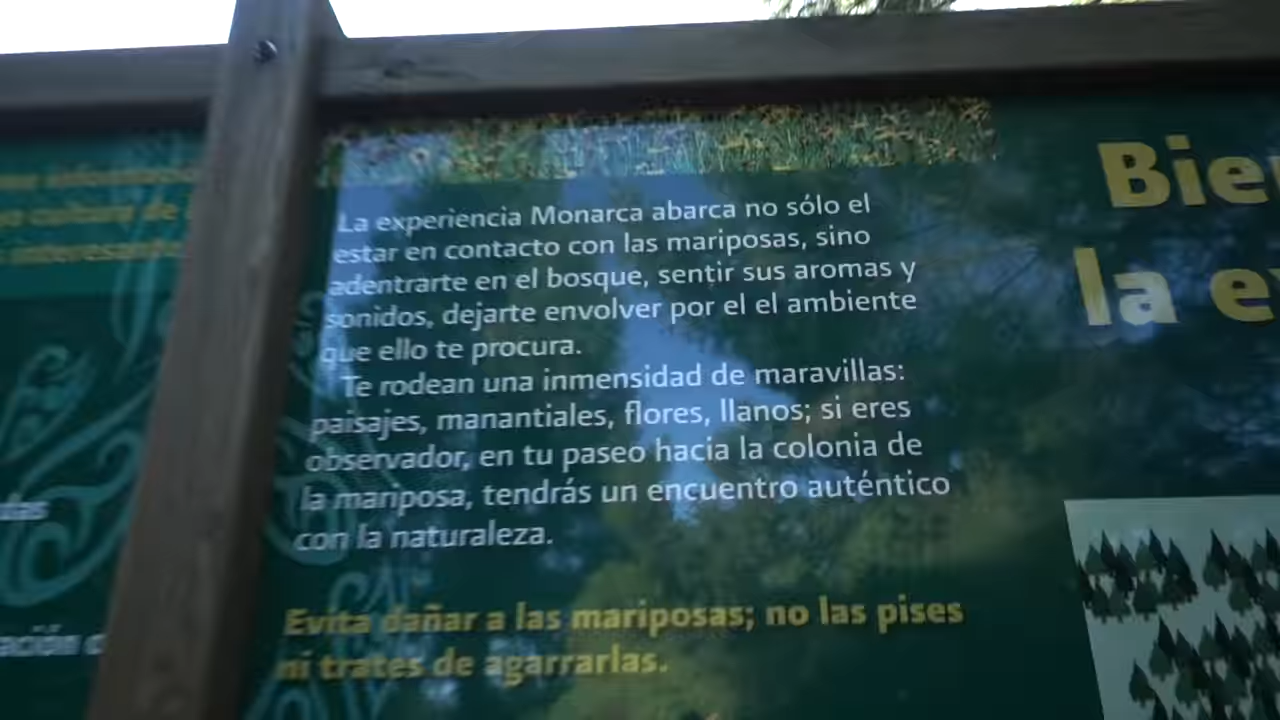 La experiencia Monarca abarca no sólo el
estar en contacto con las mariposas, sino
adentrarte en el bosque, sentir sus aromas y
sonidos, dejarte envolver por el el ambiente
que ello te procura.
Te rodean una inmensidad de maravillas:
paisajes, manantiales, flores, llanos; si eres
observador, en tu paseo hacia la colonia de
la mariposa, tendrás un encuentro auténtico
con la naturaleza.
Evita dañar a las mariposas; no las pises
ni trates de agarrarlas.
la